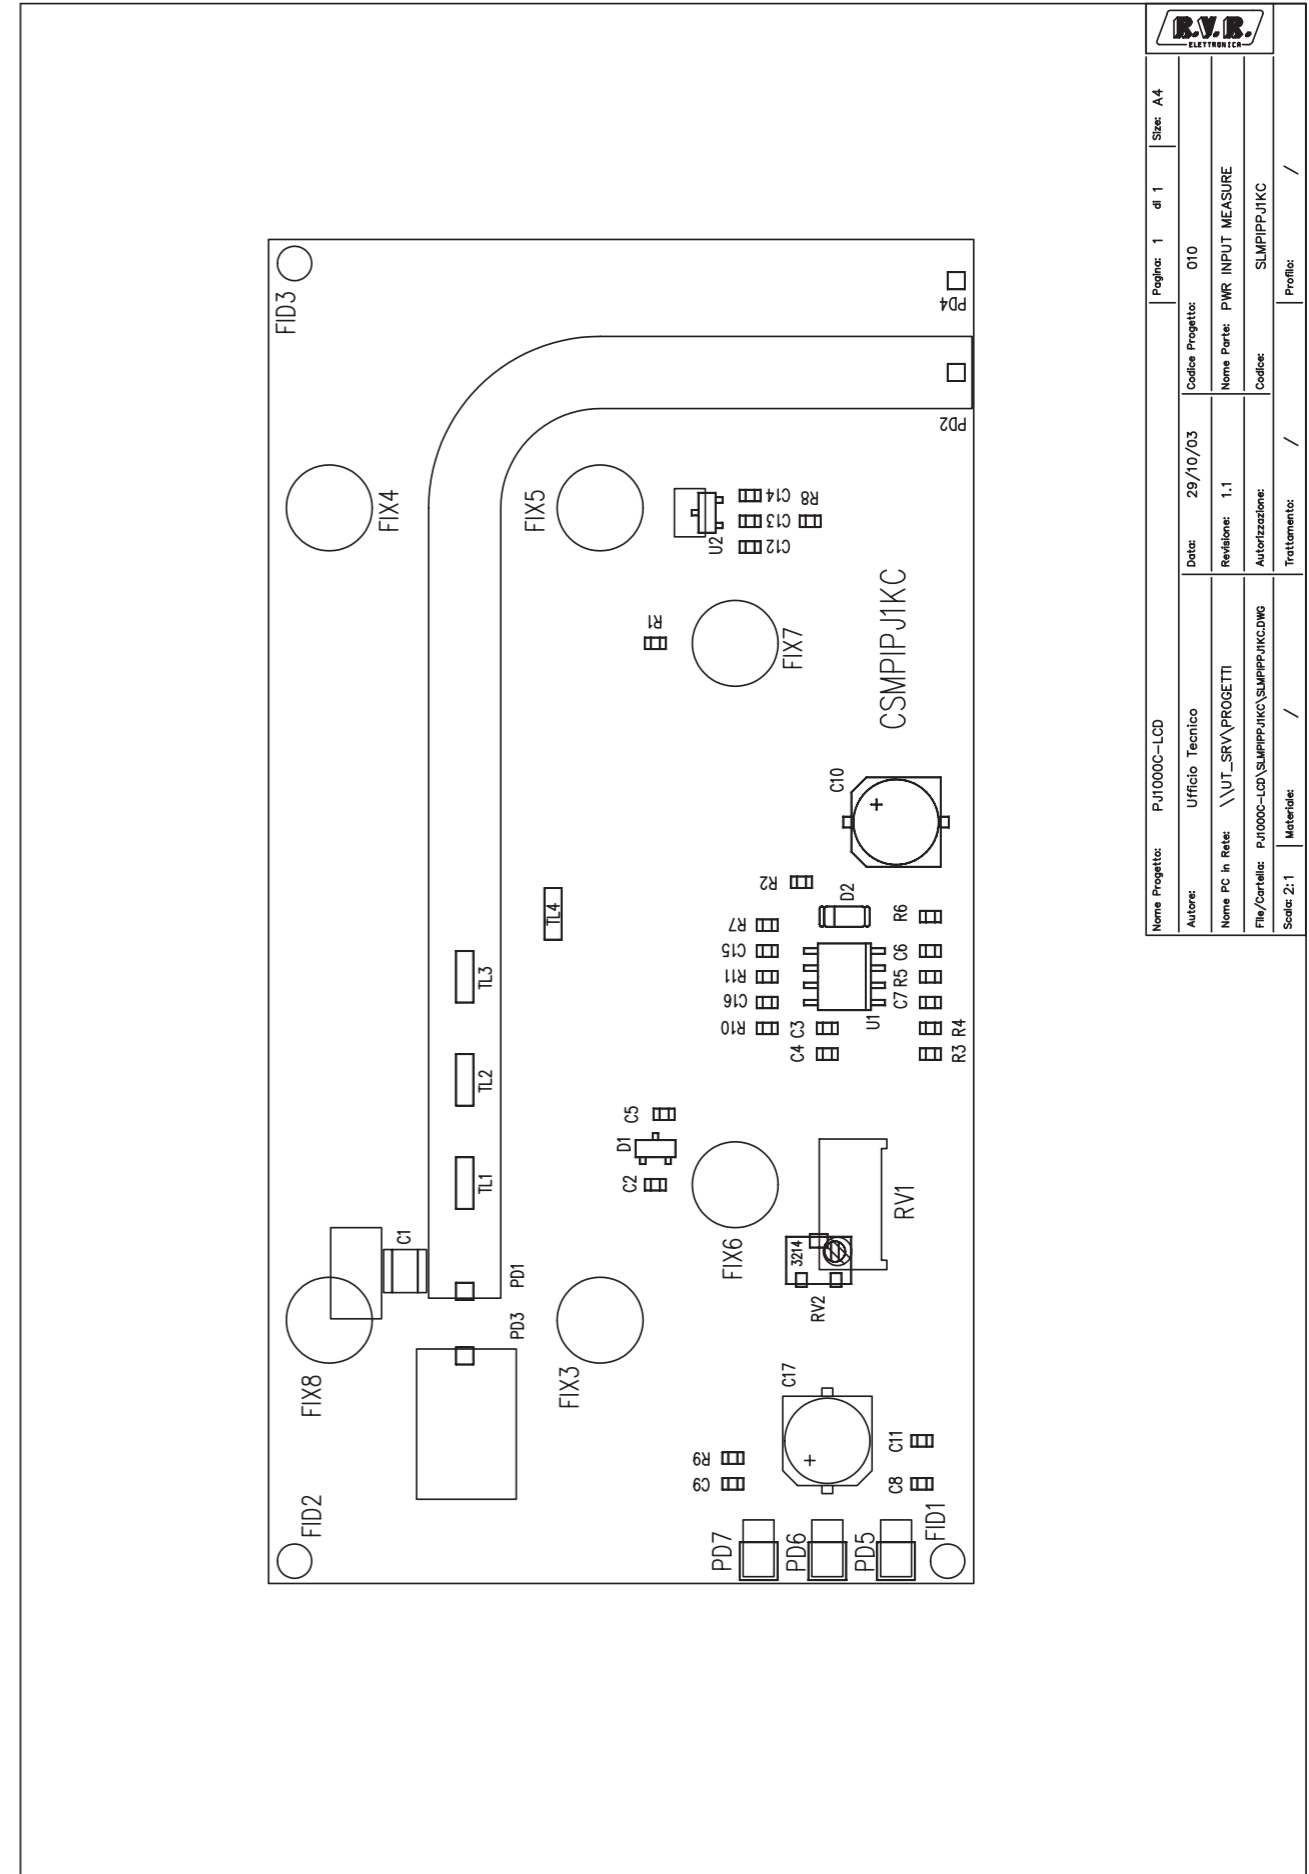 R.V.R.
ELETTRONICA
Nome Progetto: PJ1000C-LCD
Pagina: 1 di 1
Size: A4
Autore: Ufficio Tecnico
Data: 29/10/03
Codice Progetto: 010
Nome PC in Rete: \\UT_SRV\PROGETTI
Revisione: 1.1
Nome Parte: PWR INPUT MEASURE
File/Cartella: PJ1000C-LCD\SLMPIPPJ1KC\SLMPIPPJ1KC.DWG
Autorizzazione:
Codice: SLMPIPPJ1KC
Scala: 2:1
Materiale: /
Trattamento: /
Profilo: /
FID3
PD4
PD2
FIX4
FIX5
U2
C14
C13
C12
R8
R1
FIX7
CSMPIPJ1KC
C10
R2
D2
R6
TL4
R7
C15
R11
C16
R10
C6
R5
C7
U1
C3
C4
R4
R3
TL3
TL2
TL1
C5
D1
C2
C1
FIX6
RV1
3214
RV2
PD1
PD3
FIX8
FIX3
C17
R9
C9
C11
C8
FID2
PD7
PD6
PD5
FID1